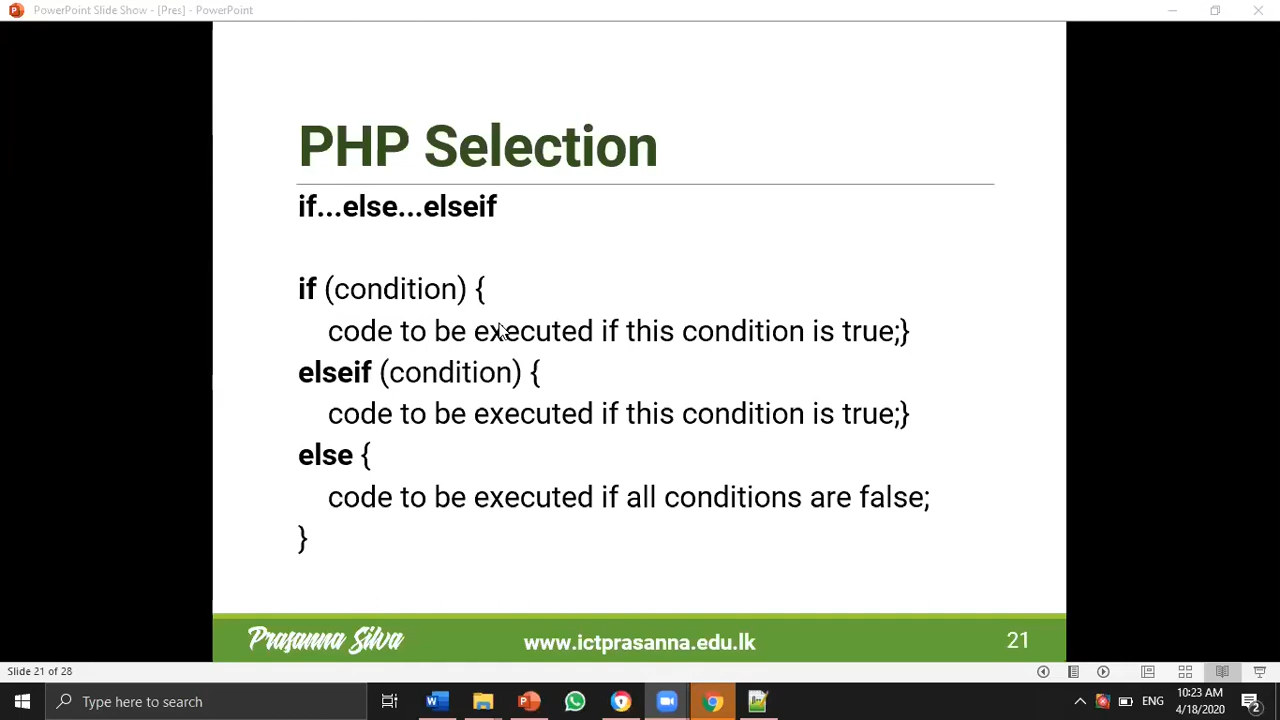 PowerPoint Slide Show - [Pres] - PowerPoint
PHP Selection
if...else...elseif
if (condition) {
code to be executed if this condition is true;}
elseif (condition) {
code to be executed if this condition is true;}
else {
code to be executed if all conditions are false;
}
Prasanna Silva
www.ictprasanna.edu.lk
21
Slide 21 of 28
Type here to search
ENG
10:23 AM
4/18/2020
2